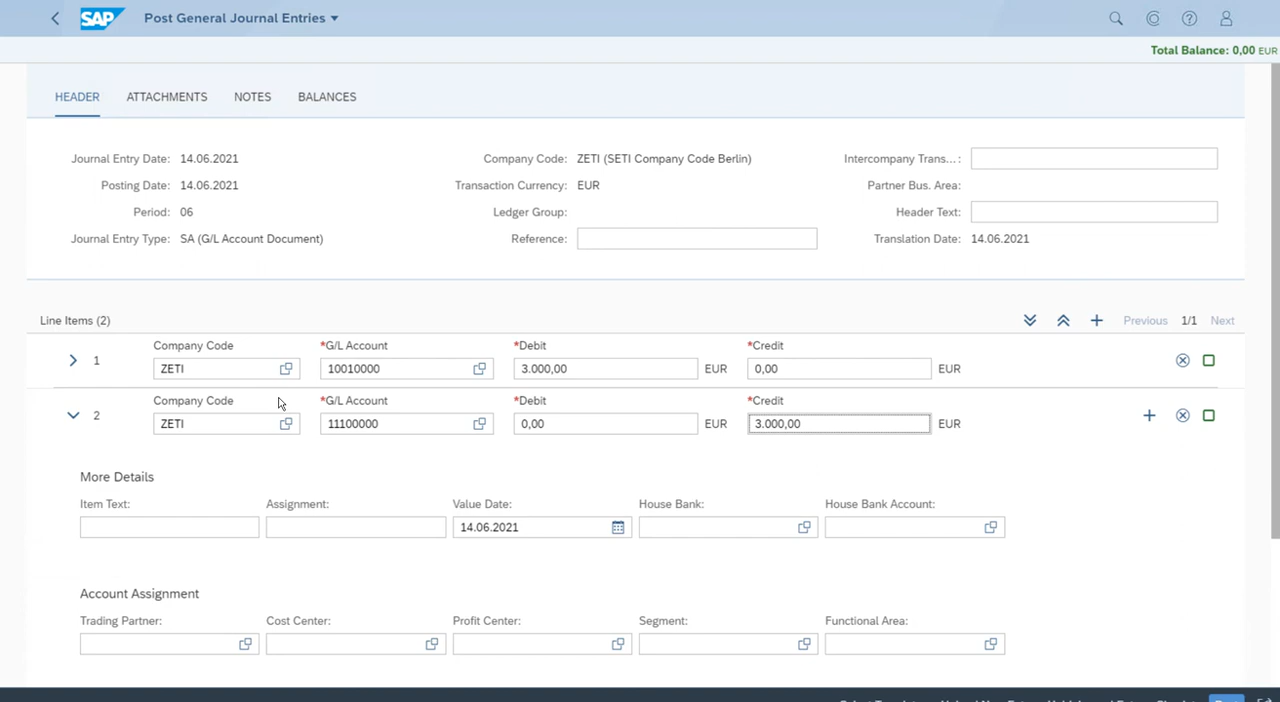 SAP Post General Journal Entries
Total Balance: 0,00 EUR
HEADER ATTACHMENTS NOTES BALANCES
Journal Entry Date: 14.06.2021 Company Code: ZETI (SETI Company Code Berlin) Intercompany Trans... :
Posting Date: 14.06.2021 Transaction Currency: EUR Partner Bus. Area:
Period: 06 Ledger Group: Header Text:
Journal Entry Type: SA (G/L Account Document) Reference: Translation Date: 14.06.2021
Line Items (2) Previous 1/1 Next
Company Code *G/L Account *Debit *Credit
1 ZETI 10010000 3.000,00 EUR 0,00 EUR
Company Code *G/L Account *Debit *Credit
2 ZETI 11100000 0,00 EUR 3.000,00 EUR
More Details
Item Text: Assignment: Value Date: House Bank: House Bank Account:
14.06.2021
Account Assignment
Trading Partner: Cost Center: Profit Center: Segment: Functional Area: